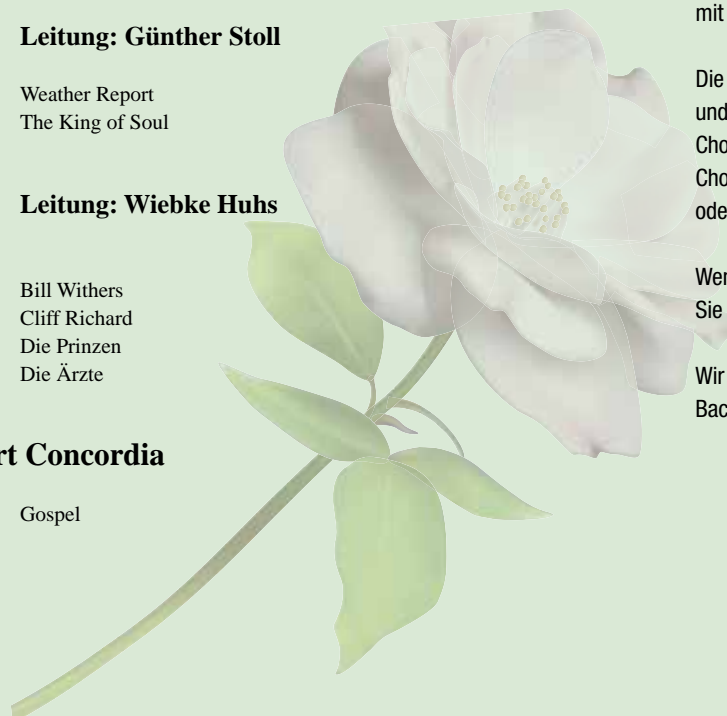 Leitung: Günther Stoll
Weather Report
The King of Soul
Leitung: Wiebke Huhs
Bill Withers
Cliff Richard
Die Prinzen
Die Ärzte
rt Concordia
Gospel
mit
Die
und
Cho
Cho
ode
Wer
Sie
Wir
Bac